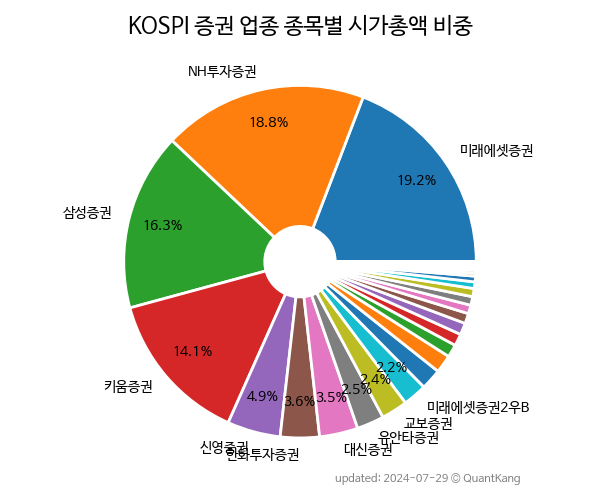 KOSPI 증권 업종 종목별 시가총액 비중
NH투자증권
18.8%
미래에셋증권
19.2%
삼성증권
16.3%
14.1%
키움증권
4.9%
3.6%
3.5%
2.5%
2.4%
2.2%
신영증권
한화투자증권
대신증권
유안타증권
교보증권
미래에셋증권2우B
updated: 2024-07-29 © QuantKang